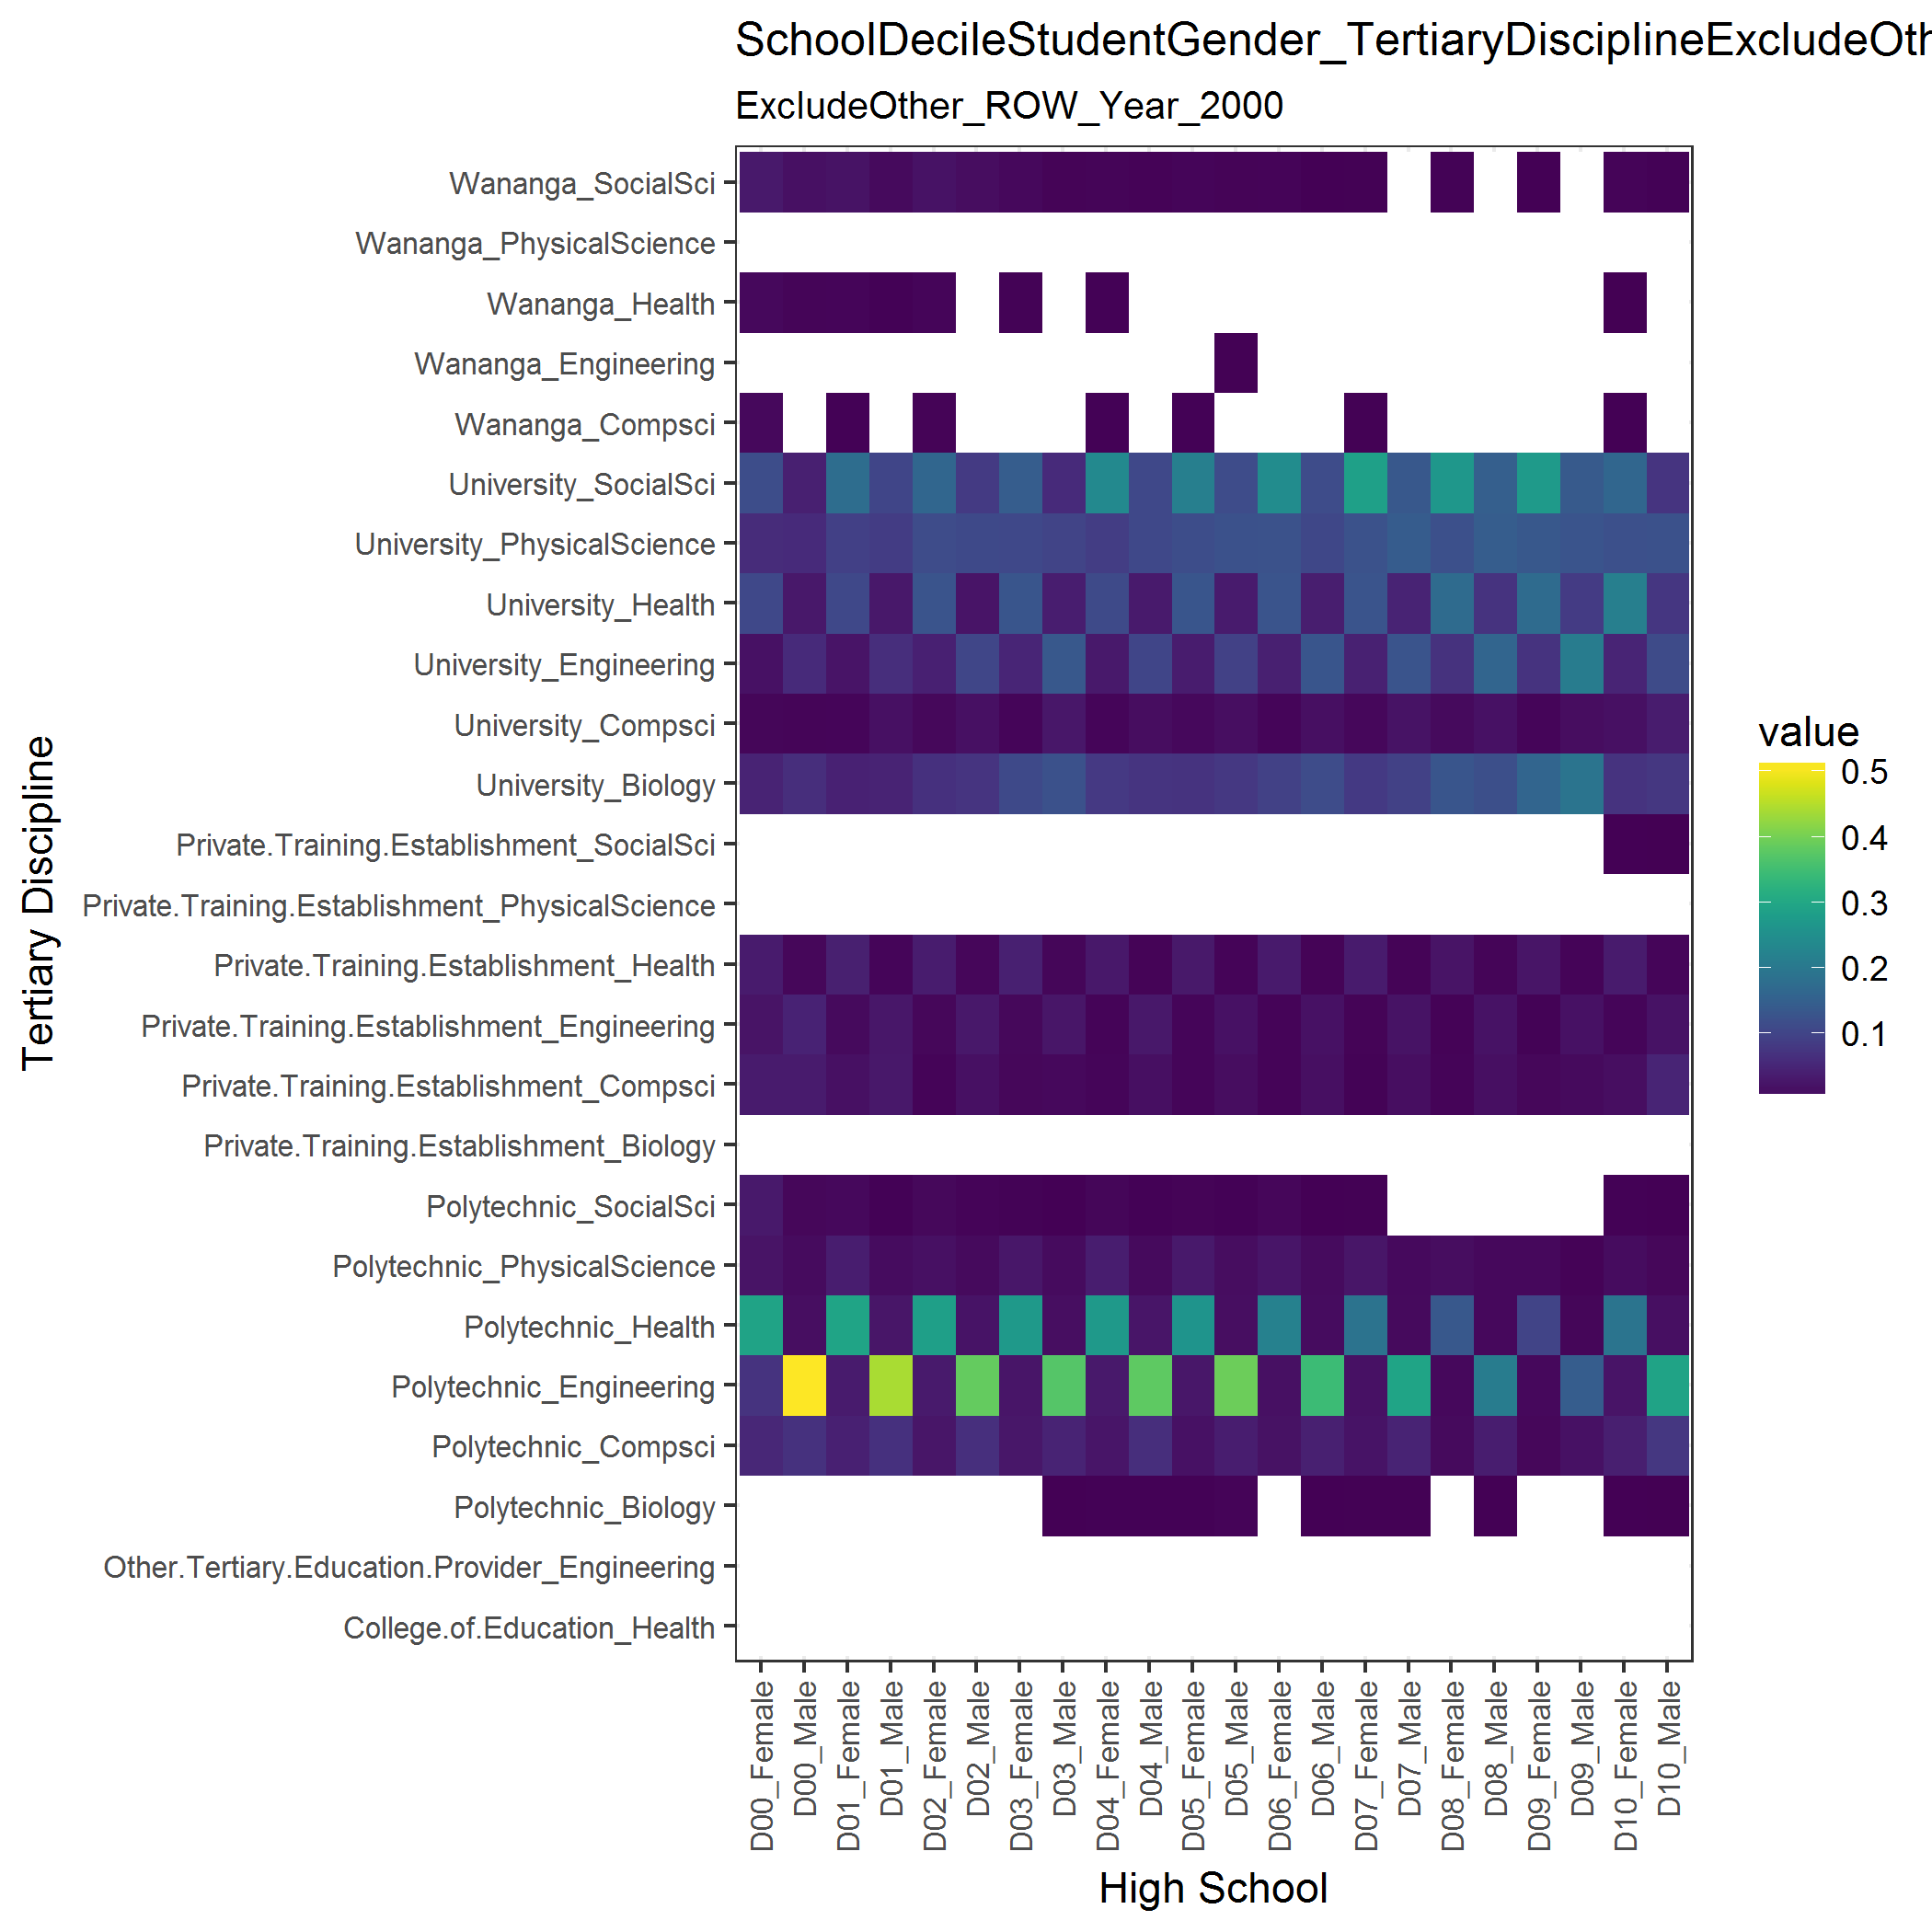 SchoolDecileStudentGender_TertiaryDisciplineExcludeOth
ExcludeOther_ROW_Year_2000
Tertiary Discipline
Wananga_SocialSci
Wananga_PhysicalScience
Wananga_Health
Wananga_Engineering
Wananga_Compsci
University_SocialSci
University_PhysicalScience
University_Health
University_Engineering
University_Compsci
University_Biology
Private.Training.Establishment_SocialSci
Private.Training.Establishment_PhysicalScience
Private.Training.Establishment_Health
Private.Training.Establishment_Engineering
Private.Training.Establishment_Compsci
Private.Training.Establishment_Biology
Polytechnic_SocialSci
Polytechnic_PhysicalScience
Polytechnic_Health
Polytechnic_Engineering
Polytechnic_Compsci
Polytechnic_Biology
Other.Tertiary.Education.Provider_Engineering
College.of.Education_Health
value
0.5
0.4
0.3
0.2
0.1
D00_Female
D00_Male
D01_Female
D01_Male
D02_Female
D02_Male
D03_Female
D03_Male
D04_Female
D04_Male
D05_Female
D05_Male
D06_Female
D06_Male
D07_Female
D07_Male
D08_Female
D08_Male
D09_Female
D09_Male
D10_Female
D10_Male
High School